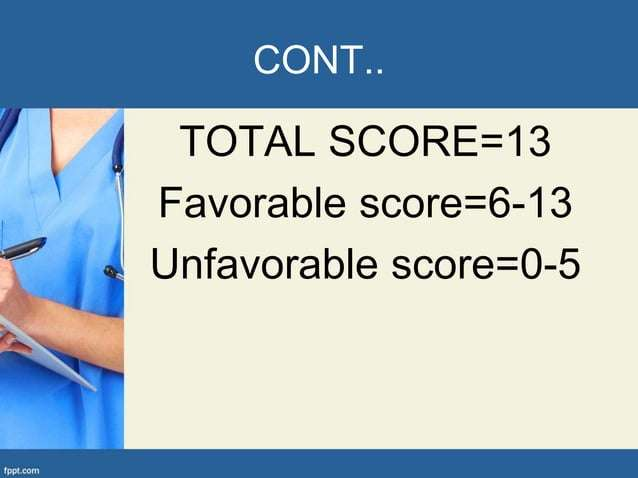 CONT..
TOTAL SCORE=13
Favorable score=6-13
Unfavorable score=0-5
fppt.com